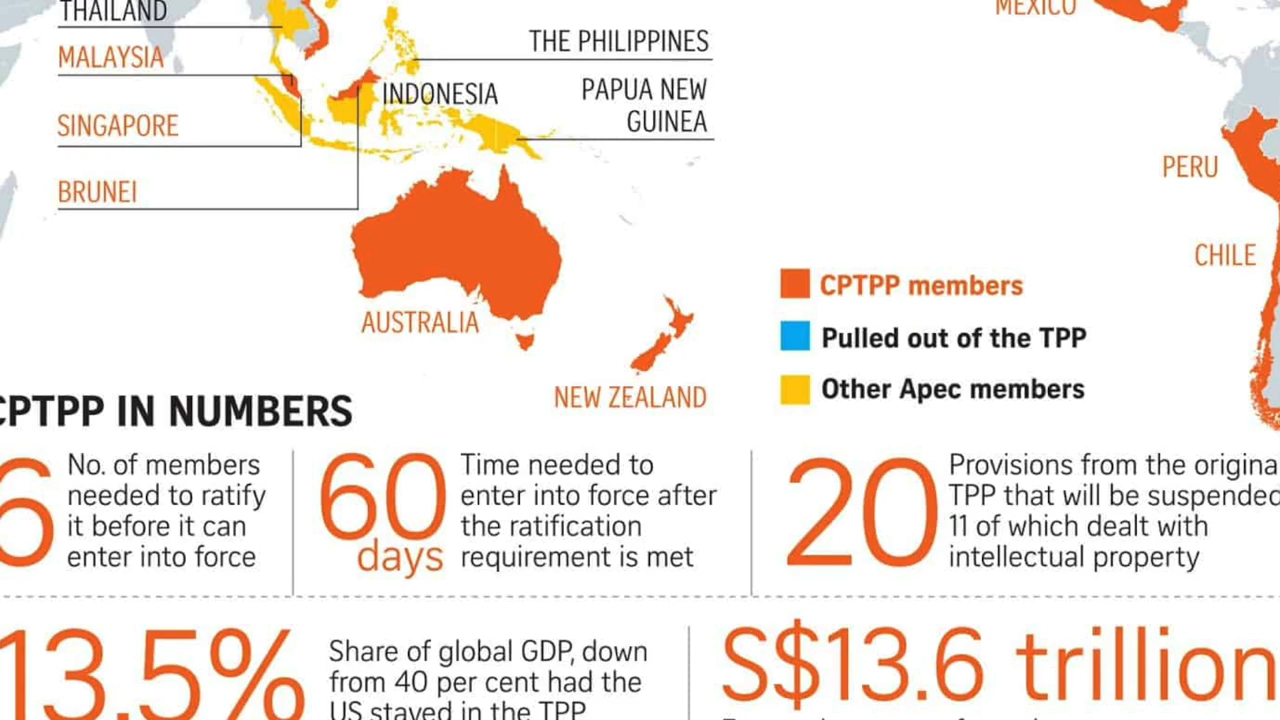 THAILAND
MALAYSIA
SINGAPORE
BRUNEI
THE PHILIPPINES
INDONESIA
PAPUA NEW
GUINEA
AUSTRALIA
NEW ZEALAND
MEXICO
PERU
CHILE
CPTPP members
Pulled out of the TPP
Other Apec members
CPTPP IN NUMBERS
6
No. of members
needed to ratify
it before it can
enter into force
60
days
Time needed to
enter into force after
the ratification
requirement is met
20
Provisions from the origina
TPP that will be suspended
11 of which dealt with
intellectual property
13.5%
Share of global GDP, down
from 40 per cent had the
US stayed in the TPP
S$13.6 trillion